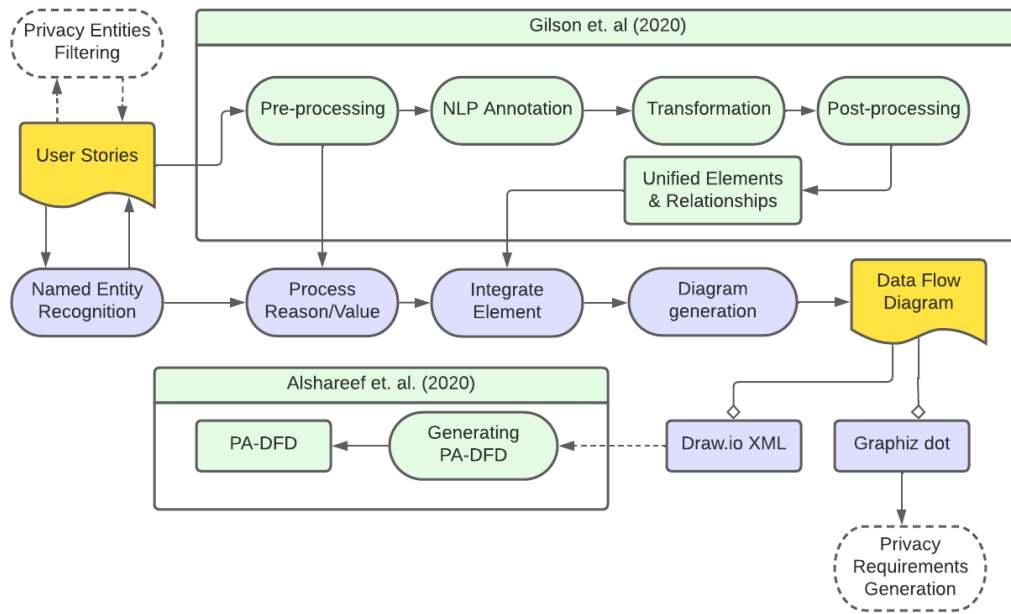 Privacy Entities
Filtering
Gilson et. al (2020)
Pre-processing
NLP Annotation
Transformation
Post-processing
User Stories
Unified Elements
& Relationships
Named Entity
Recognition
Process
Reason/Value
Integrate
Element
Diagram
generation
Data Flow
Diagram
Alshareef et. al. (2020)
PA-DFD
Generating
PA-DFD
Draw.io XML
Graphiz dot
Privacy
Requirements
Generation